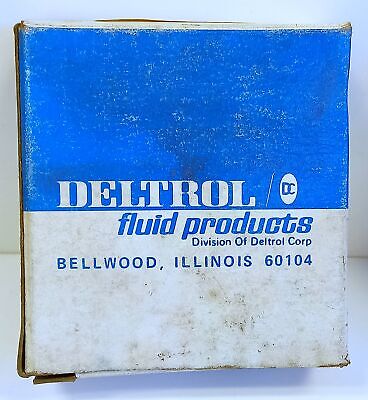 DELTROL / DC
fluid products
Division Of Deltrol Corp
BELLWOOD, ILLINOIS 60104